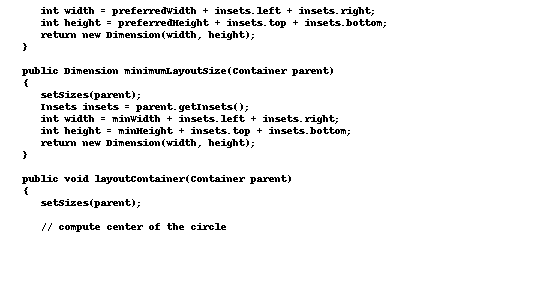 int width = preferredWidth + insets.left + insets.right;
int height = preferredHeight + insets.top + insets.bottom;
return new Dimension(width, height);
}
public Dimension minimumLayoutSize(Container parent)
{
setSizes(parent);
Insets insets = parent.getInsets();
int width = minWidth + insets.left + insets.right;
int height = minHeight + insets.top + insets.bottom;
return new Dimension(width, height);
}
public void layoutContainer(Container parent)
{
setSizes(parent);
// compute center of the circle